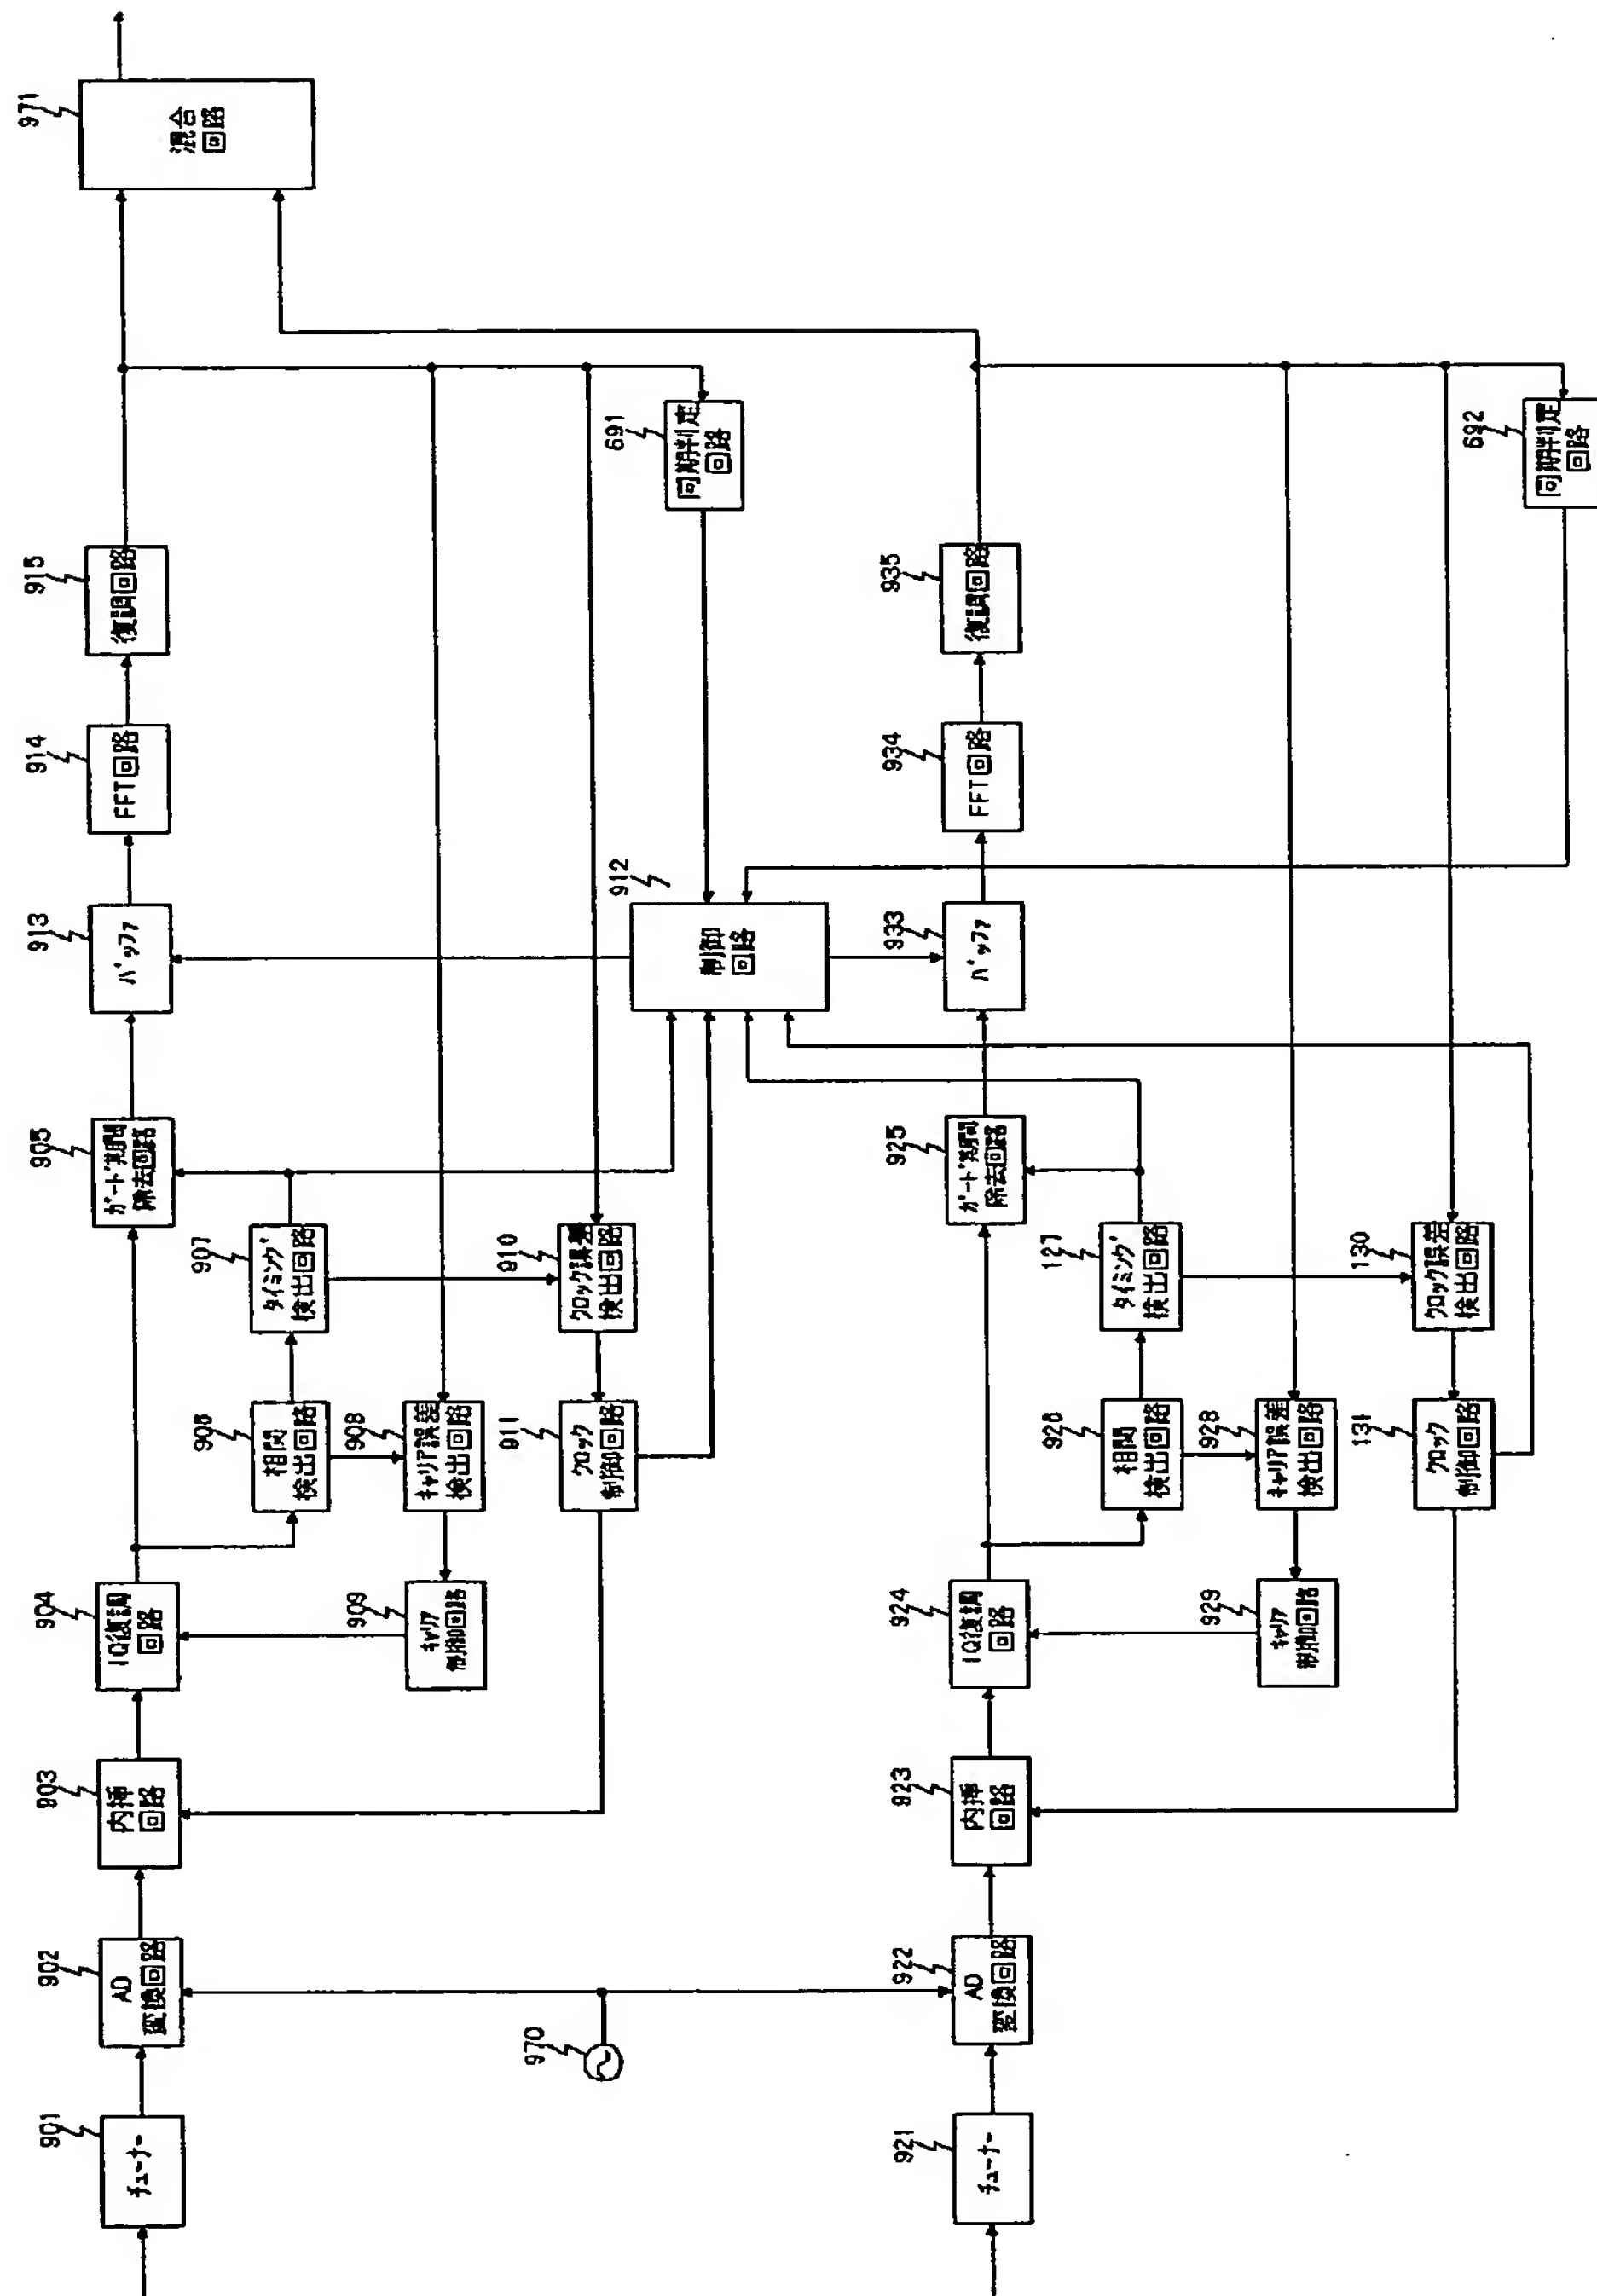 901
チューナー
902
AD
変換回路
903
内挿
回路
904
IQ復調
回路
905
ガード期間
除去回路
913
バッファ
914
FFT回路
915
復調回路
971
混合
回路
906
相関
検出回路
907
タイミング
検出回路
908
キャリア誤差
検出回路
909
キャリア
制御回路
910
クロック誤差
検出回路
911
クロック
制御回路
691
同期判定
回路
970
912
制御
回路
921
チューナー
922
AD
変換回路
923
内挿
回路
924
IQ復調
回路
925
ガード期間
除去回路
933
バッファ
934
FFT回路
935
復調回路
926
相関
検出回路
127
タイミング
検出回路
928
キャリア誤差
検出回路
929
キャリア
制御回路
130
クロック誤差
検出回路
131
クロック
制御回路
692
同期判定
回路